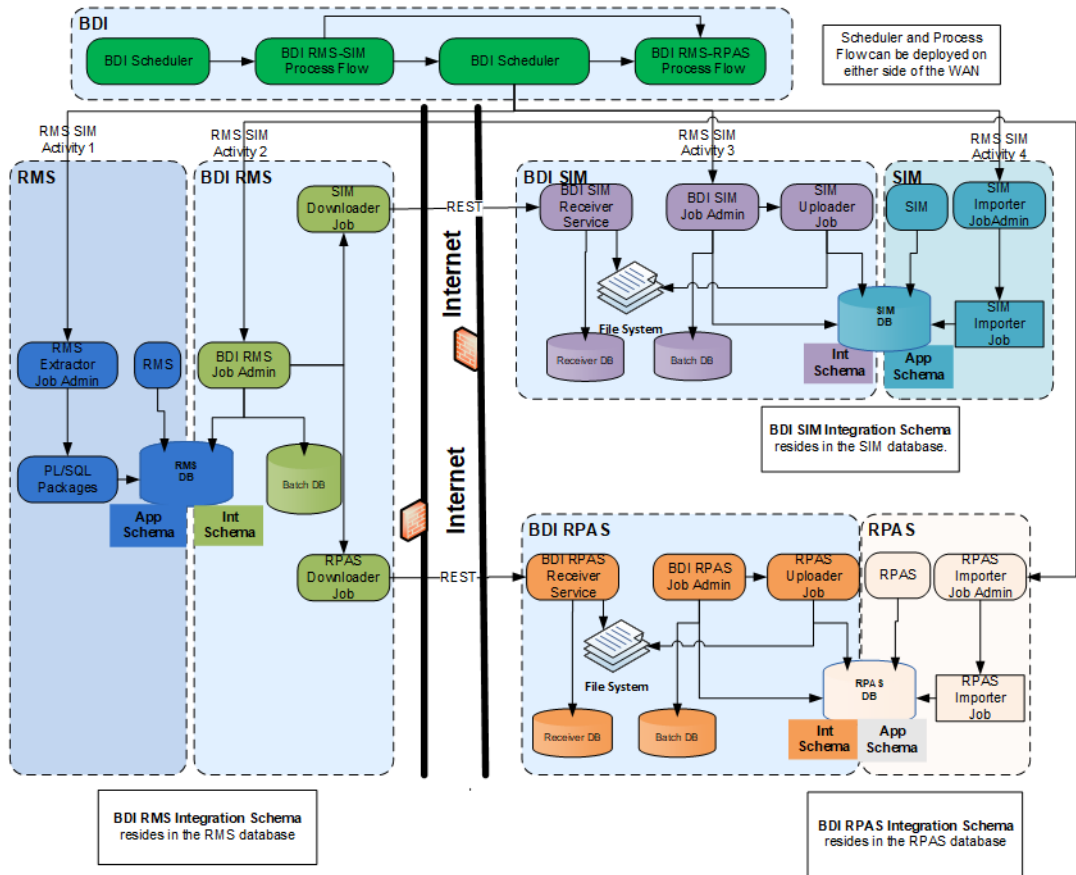 BDI
BDI Scheduler
BDI RMS-SIM
Process Flow
BDI Scheduler
BDI RMS-RPAS
Process Flow
Scheduler and Process
Flow can be deployed on
either side of the WAN
RMS SIM
Activity 1
RMS SIM
Activity 2
RMS SIM
Activity 3
RMS SIM
Activity 4
RMS
BDI RMS
SIM
Downloader
Job
REST
Internet
BDI SIM
BDI SIM
Receiver
Service
BDI SIM
Job Admin
SIM
Uploader
Job
SIM
SIM
SIM
Importer
JobAdmin
File System
Receiver DB
Batch DB
SIM
DB
SIM
Importer
Job
Int
Schema
App
Schema
RMS
Extractor
Job Admin
RMS
BDI RMS
Job Admin
PL/SQL
Packages
RMS
DB
Batch DB
App
Schema
Int
Schema
BDI SIM Integration Schema
resides in the SIM database.
Internet
RPAS
Downloader
Job
REST
BDI RPAS
BDI RPAS
Receiver
Service
BDI RPAS
Job Admin
RPAS
Uploader
Job
RPAS
RPAS
RPAS
Importer
Job Admin
File System
Receiver DB
Batch DB
RPAS
DB
RPAS
Importer
Job
Int
Schema
App
Schema
BDI RMS Integration Schema
resides in the RMS database
BDI RPAS Integration Schema
resides in the RPAS database